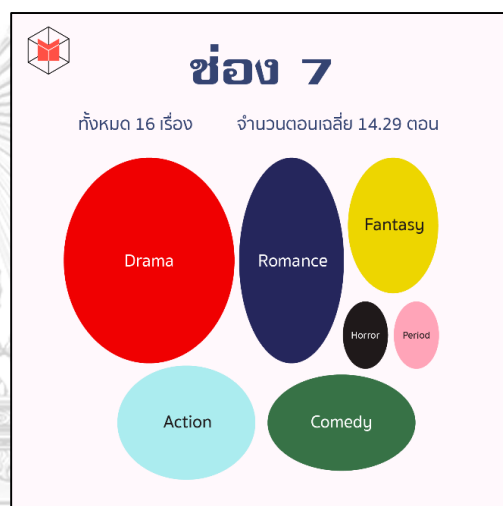 ช่อง 7
ทั้งหมด 16 เรื่อง จำนวนตอนเฉลี่ย 14.29 ตอน
Fantasy
Drama
Romance
Horror
Period
Action
Comedy